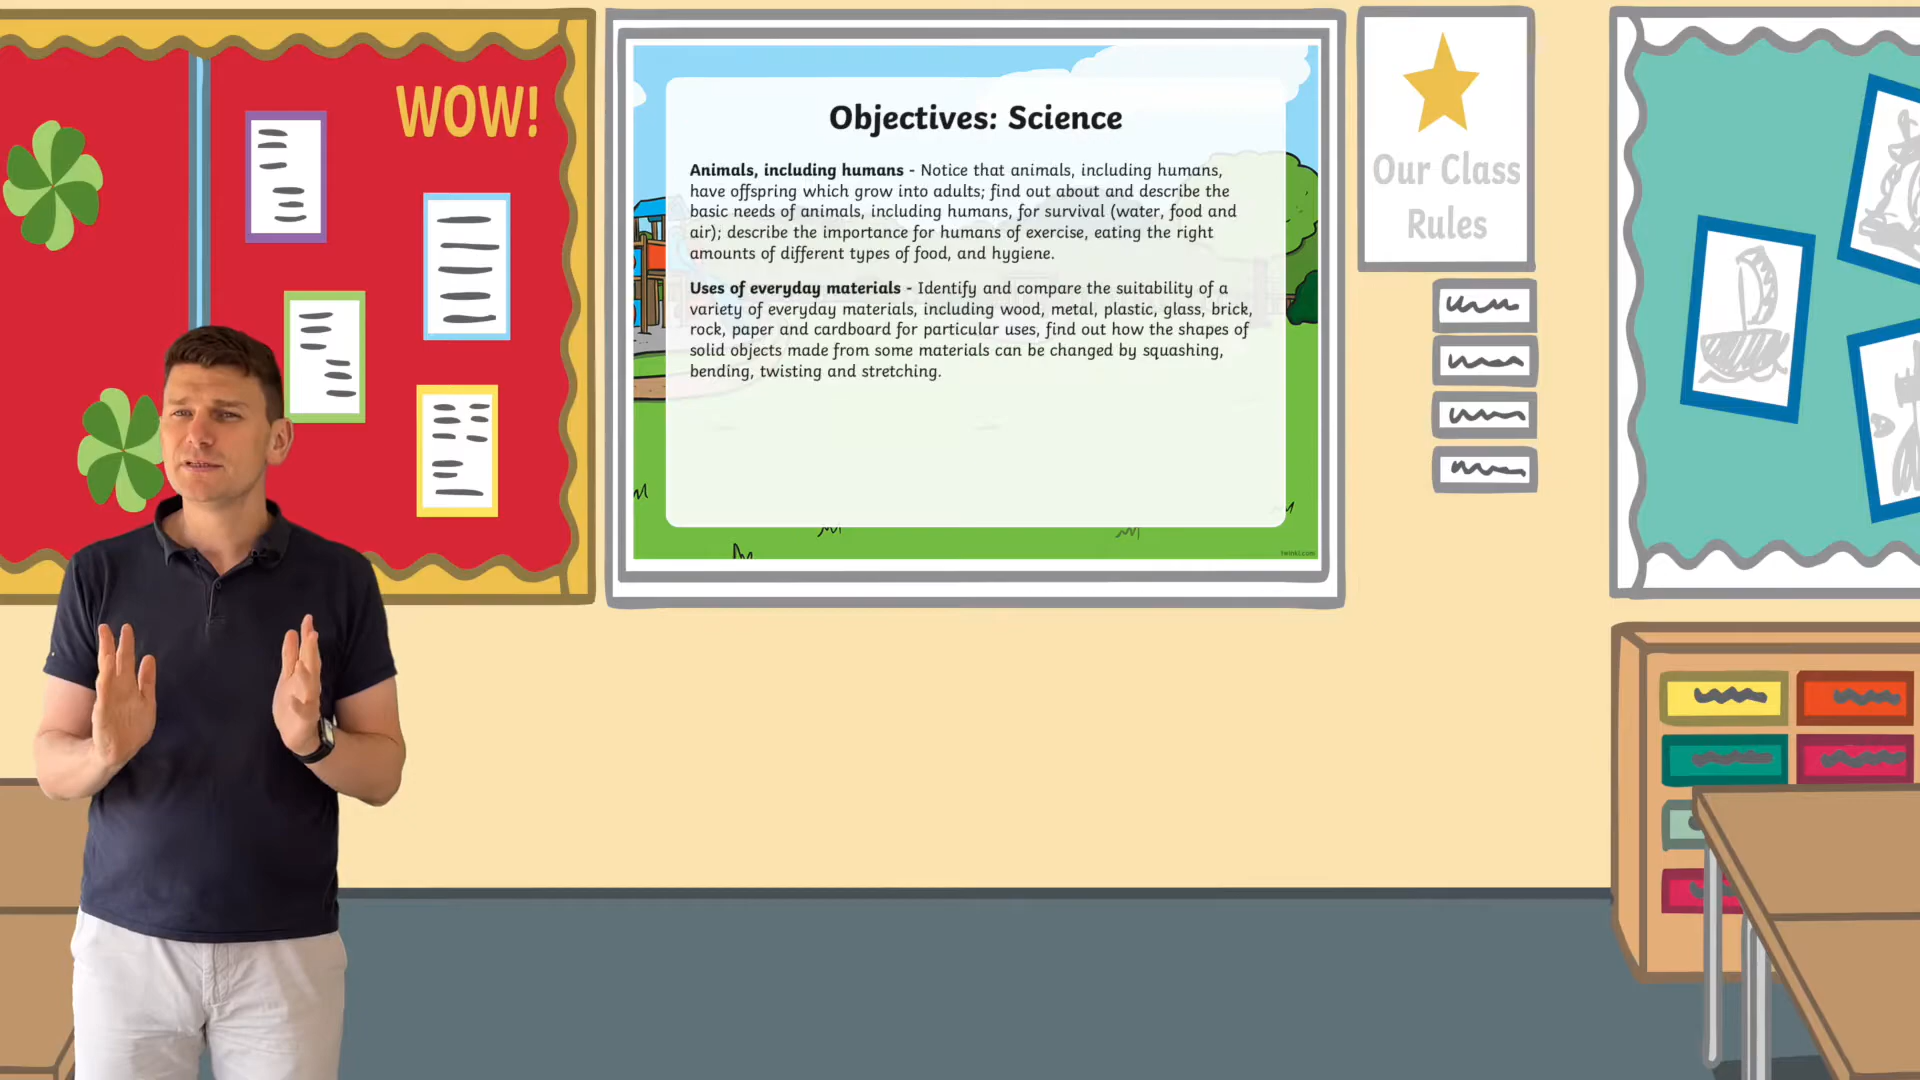 WOW!
Objectives: Science
Animals, including humans - Notice that animals, including humans,
have offspring which grow into adults; find out about and describe the
basic needs of animals, including humans, for survival (water, food and
air); describe the importance for humans of exercise, eating the right
amounts of different types of food, and hygiene.
Uses of everyday materials - Identify and compare the suitability of a
variety of everyday materials, including wood, metal, plastic, glass, brick,
rock, paper and cardboard for particular uses, find out how the shapes of
solid objects made from some materials can be changed by squashing,
bending, twisting and stretching.
twinkl.com
Our Class
Rules